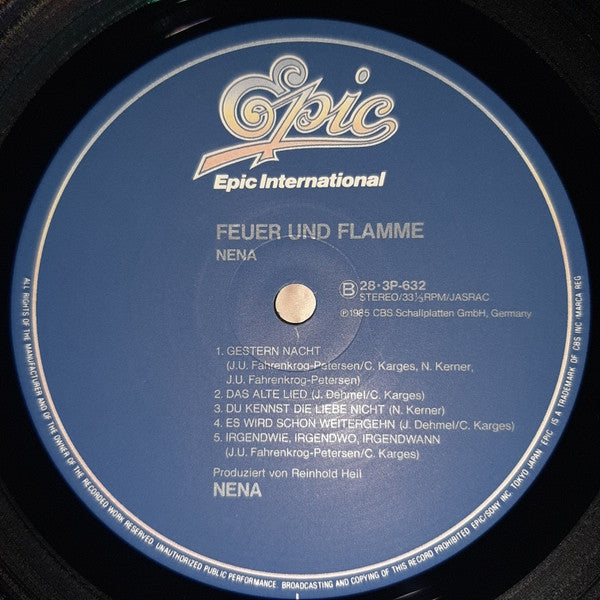 Epic
Epic International
FEUER UND FLAMME
NENA
B 28・3P-632
STEREO/33⅓RPM/JASRAC
℗1985 CBS Schallplatten GmbH, Germany
1. GESTERN NACHT
(J.U. Fahrenkrog-Petersen/C. Karges, N. Kerner,
J.U. Fahrenkrog-Petersen)
2. DAS ALTE LIED (J. Dehmel/C. Karges)
3. DU KENNST DIE LIEBE NICHT (N. Kerner)
4. ES WIRD SCHON WEITERGEHN (J. Dehmel/C. Karges)
5. IRGENDWIE, IRGENDWO, IRGENDWANN
(J.U. Fahrenkrog-Petersen/C. Karges)
Produziert von Reinhold Heil
NENA
ALL RIGHTS OF THE MANUFACTURER AND OF THE OWNER OF THE RECORDED WORK RESERVED. UNAUTHORIZED PUBLIC PERFORMANCE. BROADCASTING AND COPYING OF THIS RECORD PROHIBITED EPIC/SONY INC. TOKYO JAPAN EPIC IS A TRADEMARK OF CBS INC./MARCA REG